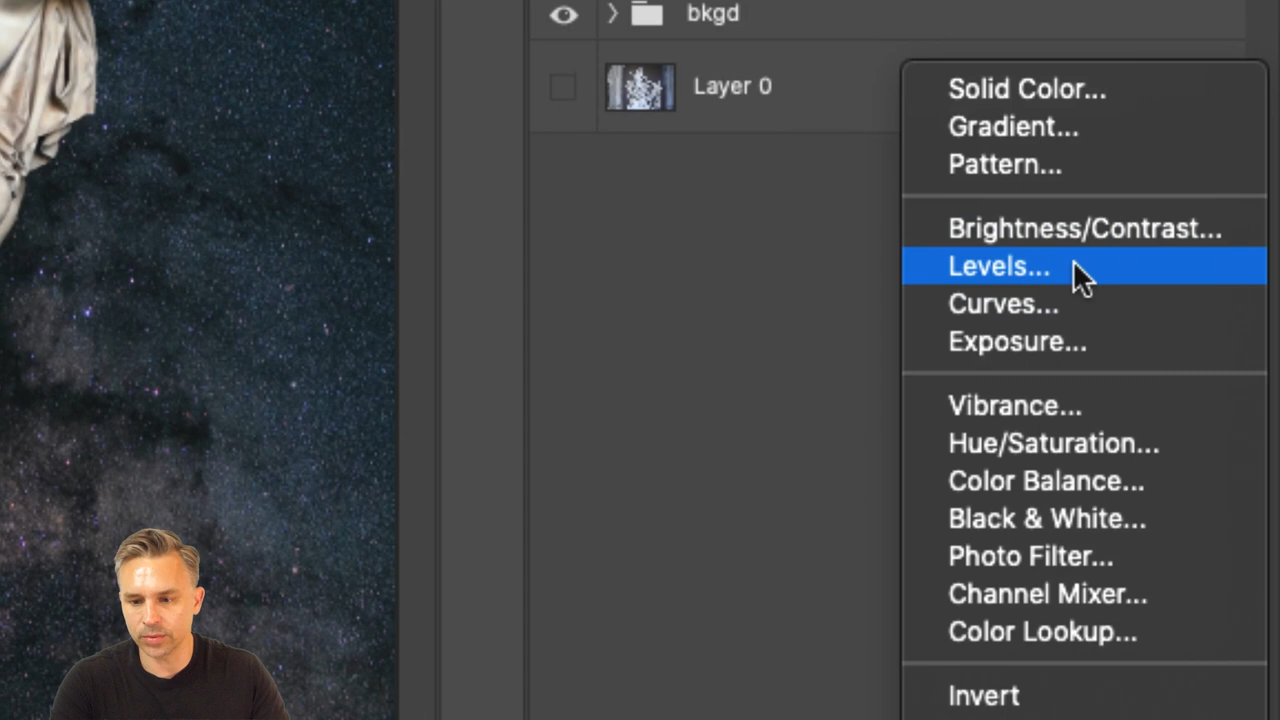 bkgd
Layer 0
Solid Color...
Gradient...
Pattern...
Brightness/Contrast...
Levels...
Curves...
Exposure...
Vibrance...
Hue/Saturation...
Color Balance...
Black & White...
Photo Filter...
Channel Mixer...
Color Lookup...
Invert